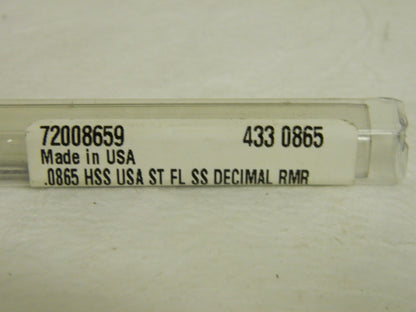 72008659 433 0865
Made in USA
.0865 HSS USA ST FL SS DECIMAL RMR